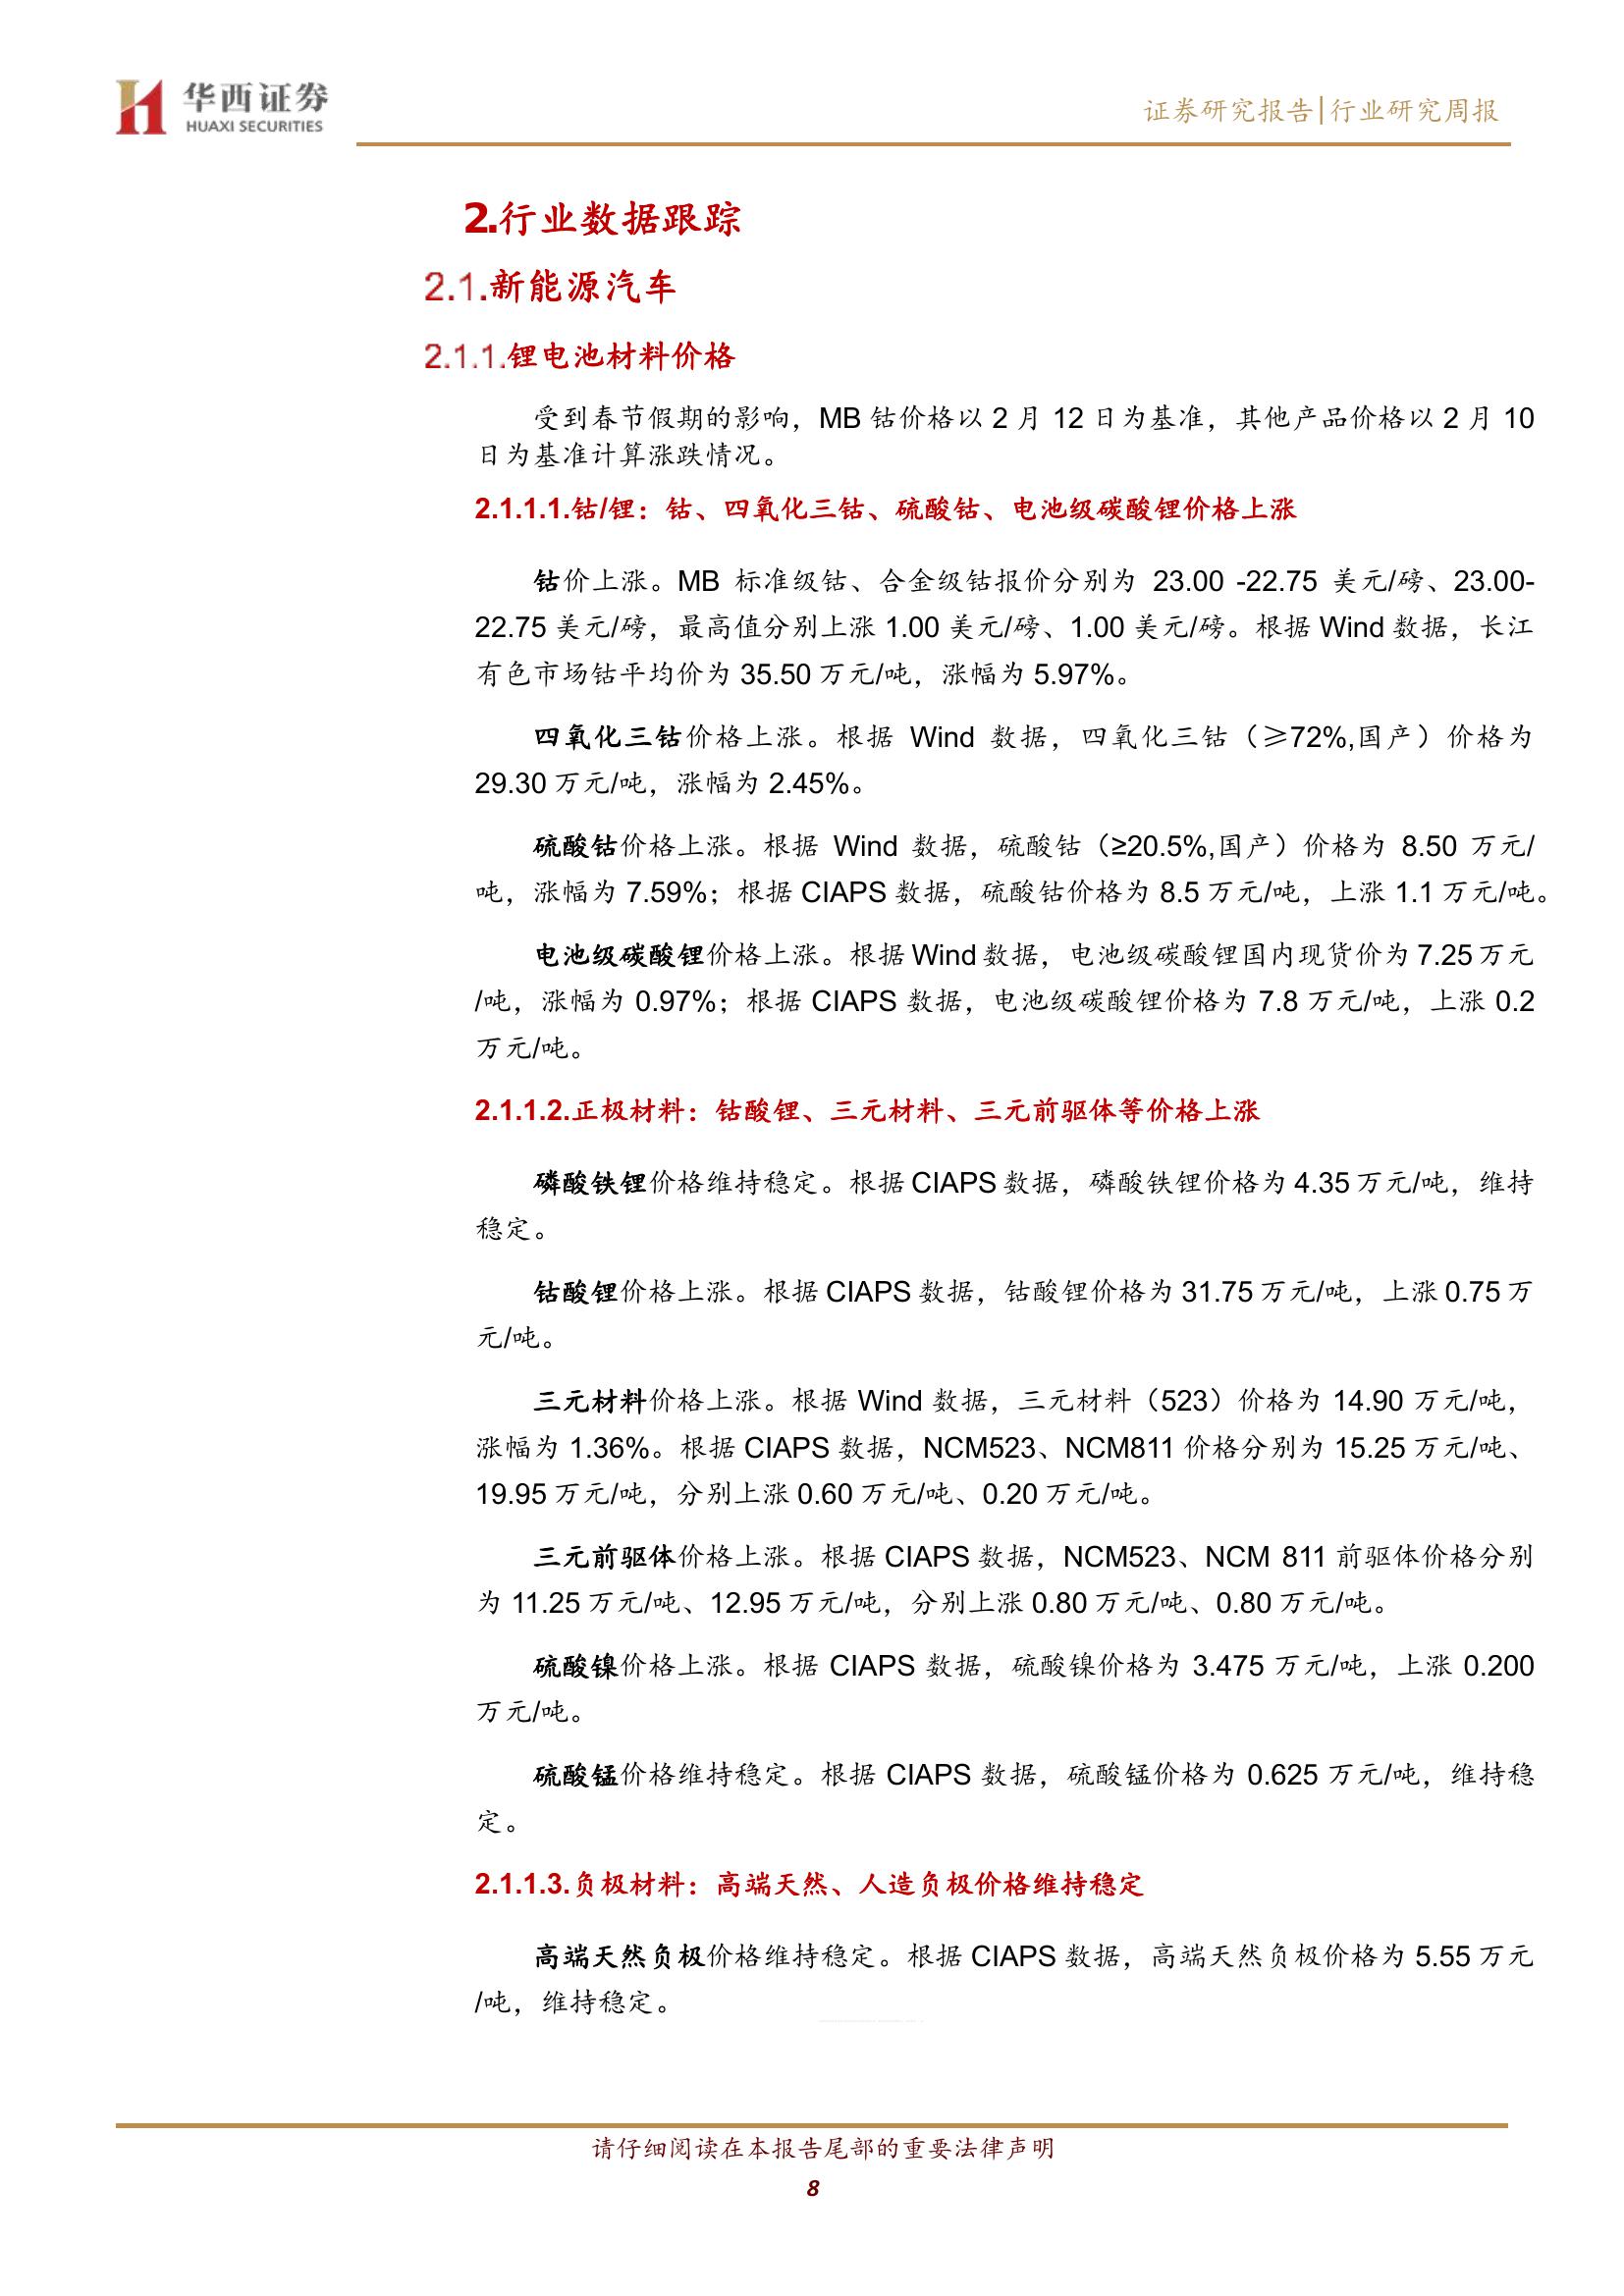 华西证券
HUAXI SECURITIES
证券研究报告|行业研究周报
2.行业数据跟踪
2.1.新能源汽车
2.1.1.锂电池材料价格
受到春节假期的影响，MB 钴价格以 2 月 12 日为基准，其他产品价格以 2 月 10
日为基准计算涨跌情况。
2.1.1.1.钴/锂：钴、四氧化三钴、硫酸钴、电池级碳酸锂价格上涨
钴价上涨。MB 标准级钴、合金级钴报价分别为 23.00 -22.75 美元/磅、23.00-
22.75 美元/磅，最高值分别上涨 1.00 美元/磅、1.00 美元/磅。根据 Wind 数据，长江
有色市场钴平均价为 35.50 万元/吨，涨幅为 5.97%。
四氧化三钴价格上涨。根据 Wind 数据，四氧化三钴（≥72%,国产）价格为
29.30 万元/吨，涨幅为 2.45%。
硫酸钴价格上涨。根据 Wind 数据，硫酸钴（≥20.5%,国产）价格为 8.50 万元/
吨，涨幅为 7.59%；根据 CIAPS 数据，硫酸钴价格为 8.5 万元/吨，上涨 1.1 万元/吨。
电池级碳酸锂价格上涨。根据 Wind 数据，电池级碳酸锂国内现货价为 7.25 万元
/吨，涨幅为 0.97%；根据 CIAPS 数据，电池级碳酸锂价格为 7.8 万元/吨，上涨 0.2
万元/吨。
2.1.1.2.正极材料：钴酸锂、三元材料、三元前驱体等价格上涨
磷酸铁锂价格维持稳定。根据 CIAPS 数据，磷酸铁锂价格为 4.35 万元/吨，维持
稳定。
钴酸锂价格上涨。根据 CIAPS 数据，钴酸锂价格为 31.75 万元/吨，上涨 0.75 万
元/吨。
三元材料价格上涨。根据 Wind 数据，三元材料（523）价格为 14.90 万元/吨，
涨幅为 1.36%。根据 CIAPS 数据，NCM523、NCM811 价格分别为 15.25 万元/吨、
19.95 万元/吨，分别上涨 0.60 万元/吨、0.20 万元/吨。
三元前驱体价格上涨。根据 CIAPS 数据，NCM523、NCM 811 前驱体价格分别
为 11.25 万元/吨、12.95 万元/吨，分别上涨 0.80 万元/吨、0.80 万元/吨。
硫酸镍价格上涨。根据 CIAPS 数据，硫酸镍价格为 3.475 万元/吨，上涨 0.200
万元/吨。
硫酸锰价格维持稳定。根据 CIAPS 数据，硫酸锰价格为 0.625 万元/吨，维持稳
定。
2.1.1.3.负极材料：高端天然、人造负极价格维持稳定
高端天然负极价格维持稳定。根据 CIAPS 数据，高端天然负极价格为 5.55 万元
/吨，维持稳定。
请仔细阅读在本报告尾部的重要法律声明
8